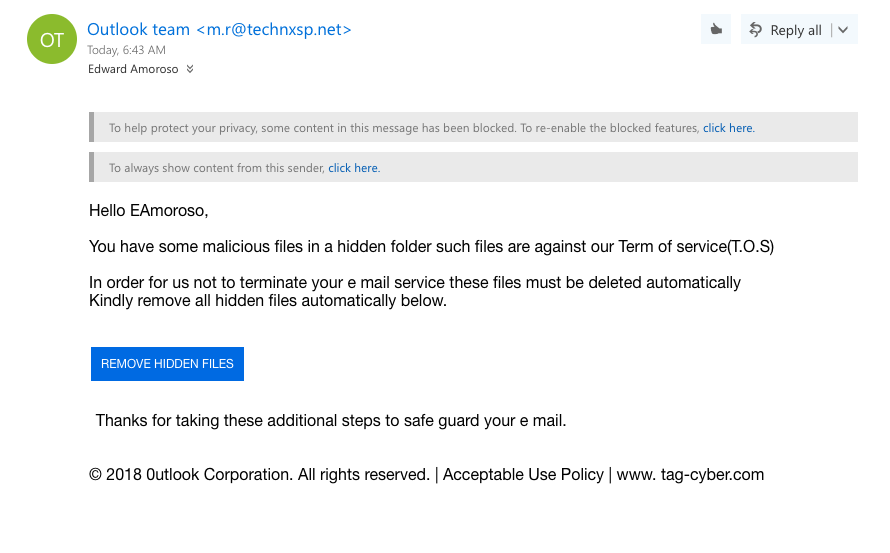 OT
Outlook team <m.r@technxsp.net>
Today, 6:43 AM
Edward Amoroso
Reply all
To help protect your privacy, some content in this message has been blocked. To re-enable the blocked features, click here.
To always show content from this sender, click here.
Hello EAmoroso,
You have some malicious files in a hidden folder such files are against our Term of service(T.O.S)
In order for us not to terminate your e mail service these files must be deleted automatically
Kindly remove all hidden files automatically below.
REMOVE HIDDEN FILES
Thanks for taking these additional steps to safe guard your e mail.
© 2018 0utlook Corporation. All rights reserved. | Acceptable Use Policy | www. tag-cyber.com